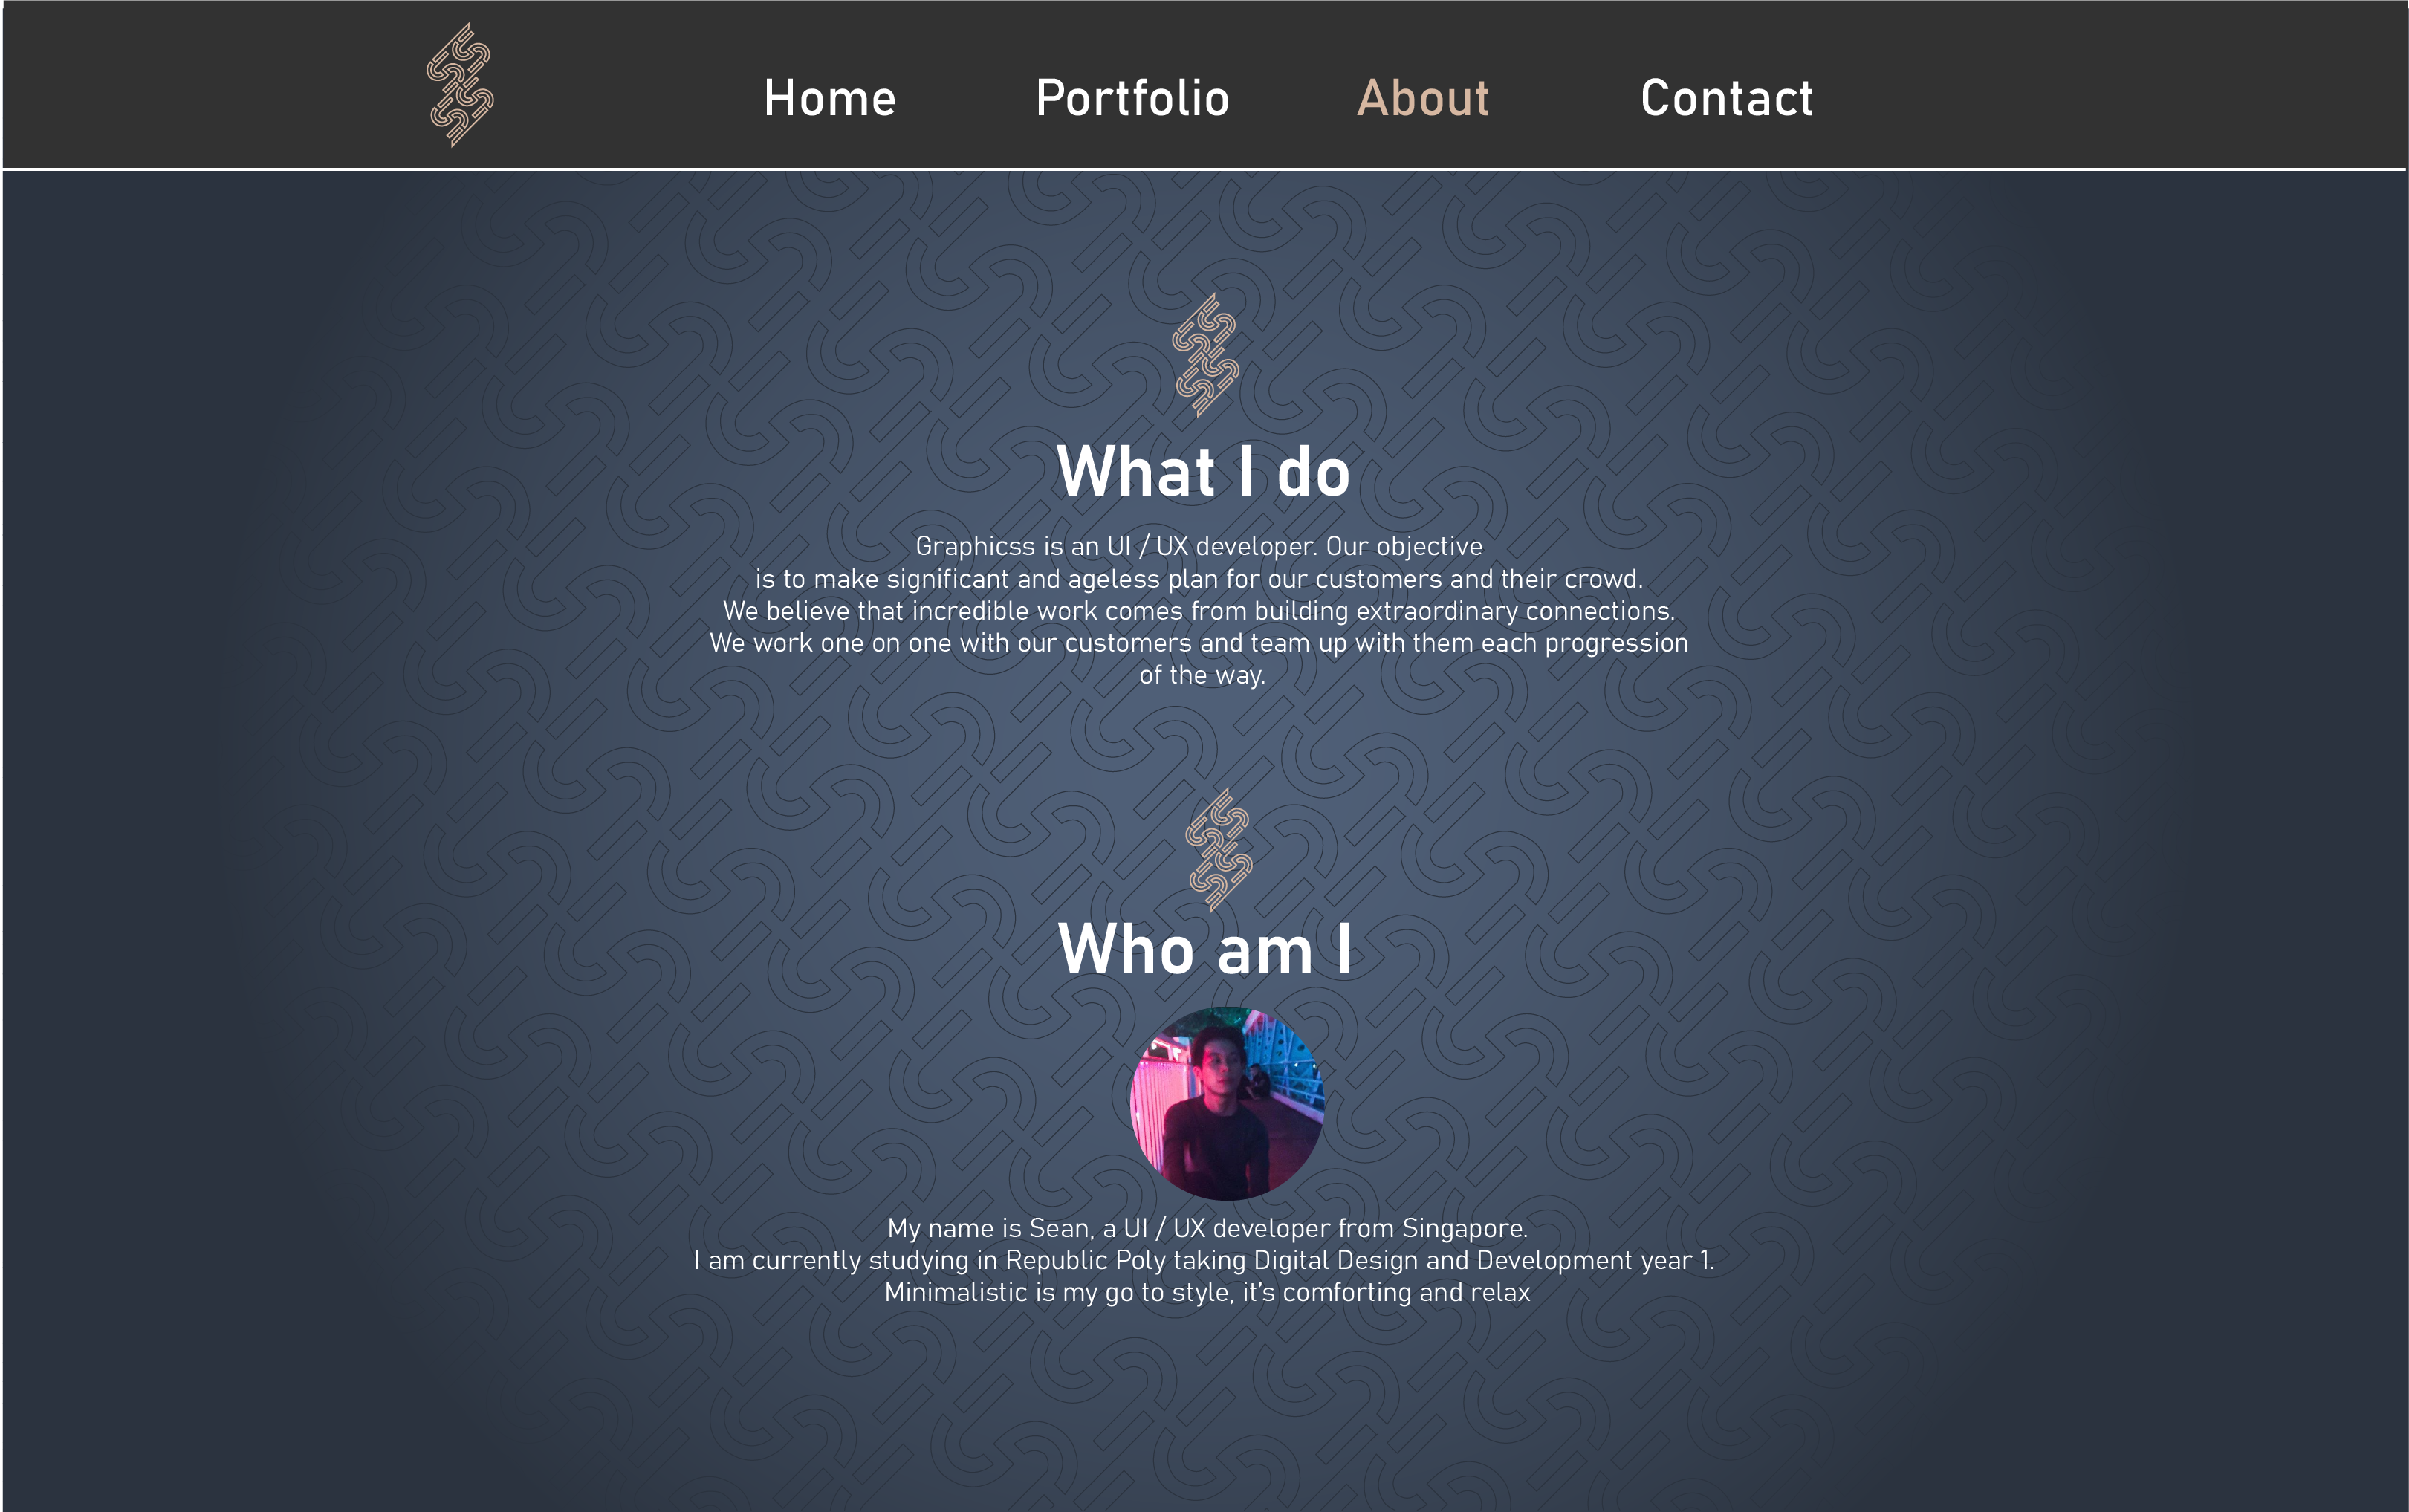 Home Portfolio About Contact
What I do
Graphicss is an UI / UX developer. Our objective
is to make significant and ageless plan for our customers and their crowd.
We believe that incredible work comes from building extraordinary connections.
We work one on one with our customers and team up with them each progression
of the way.
Who am I
My name is Sean, a UI / UX developer from Singapore.
I am currently studying in Republic Poly taking Digital Design and Development year 1.
Minimalistic is my go to style, it's comforting and relax